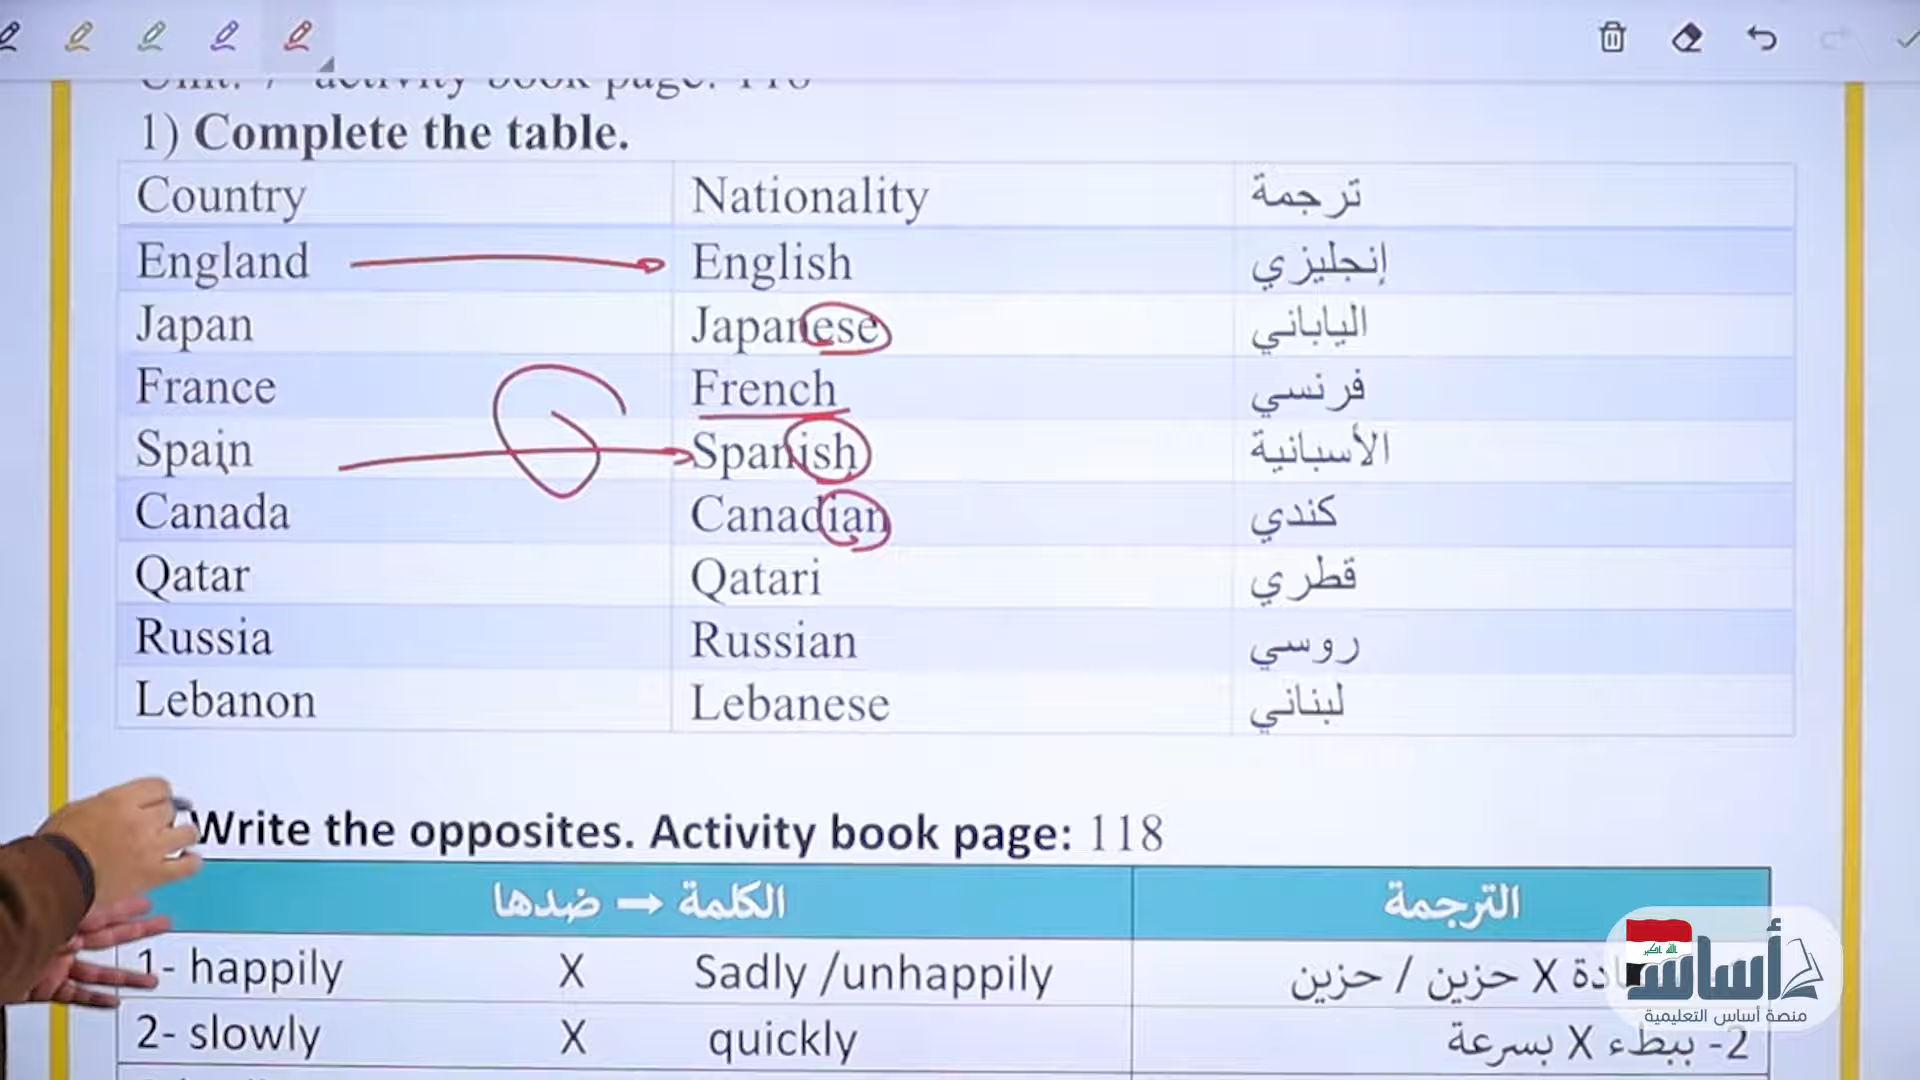 1) Complete the table.
Country Nationality ترجمة
England English إنجليزي
Japan Japanese الياباني
France French فرنسي
Spain Spanish الأسبانية
Canada Canadian كندي
Qatar Qatari قطري
Russia Russian روسي
Lebanon Lebanese لبناني
Write the opposites. Activity book page: 118
الكلمة → ضدها الترجمة
1- happily X Sadly /unhappily X حزين / حزين
2- slowly X quickly 2- ببطء X بسرعة
أساس
منصة أساس التعليمية